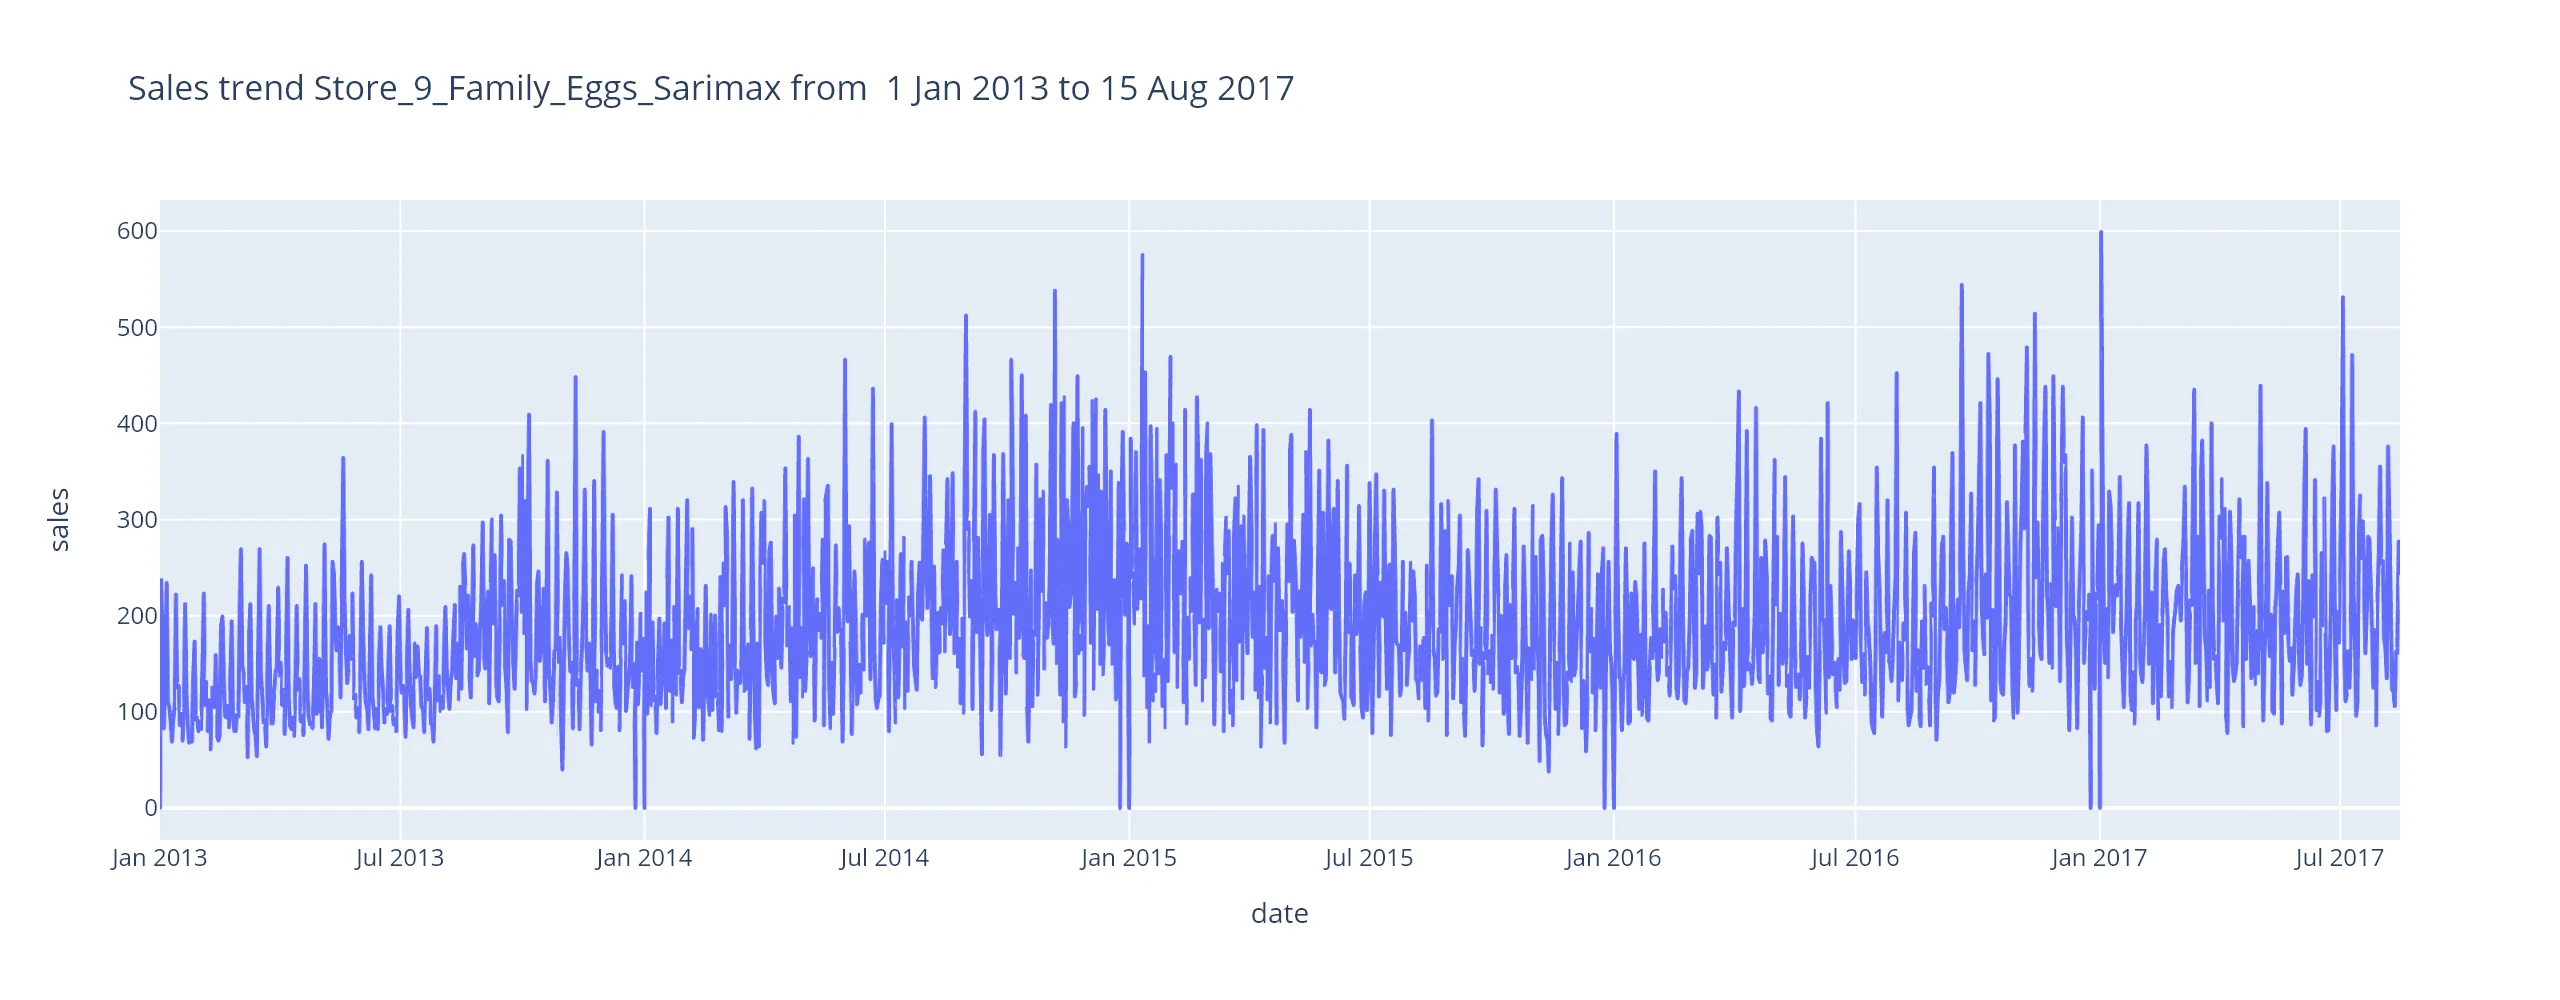 Sales trend Store_9_Family_Eggs_Sarimax from  1 Jan 2013 to 15 Aug 2017
600
500
400
300
200
100
0
sales
Jan 2013 Jul 2013 Jan 2014 Jul 2014 Jan 2015 Jul 2015 Jan 2016 Jul 2016 Jan 2017 Jul 2017
date